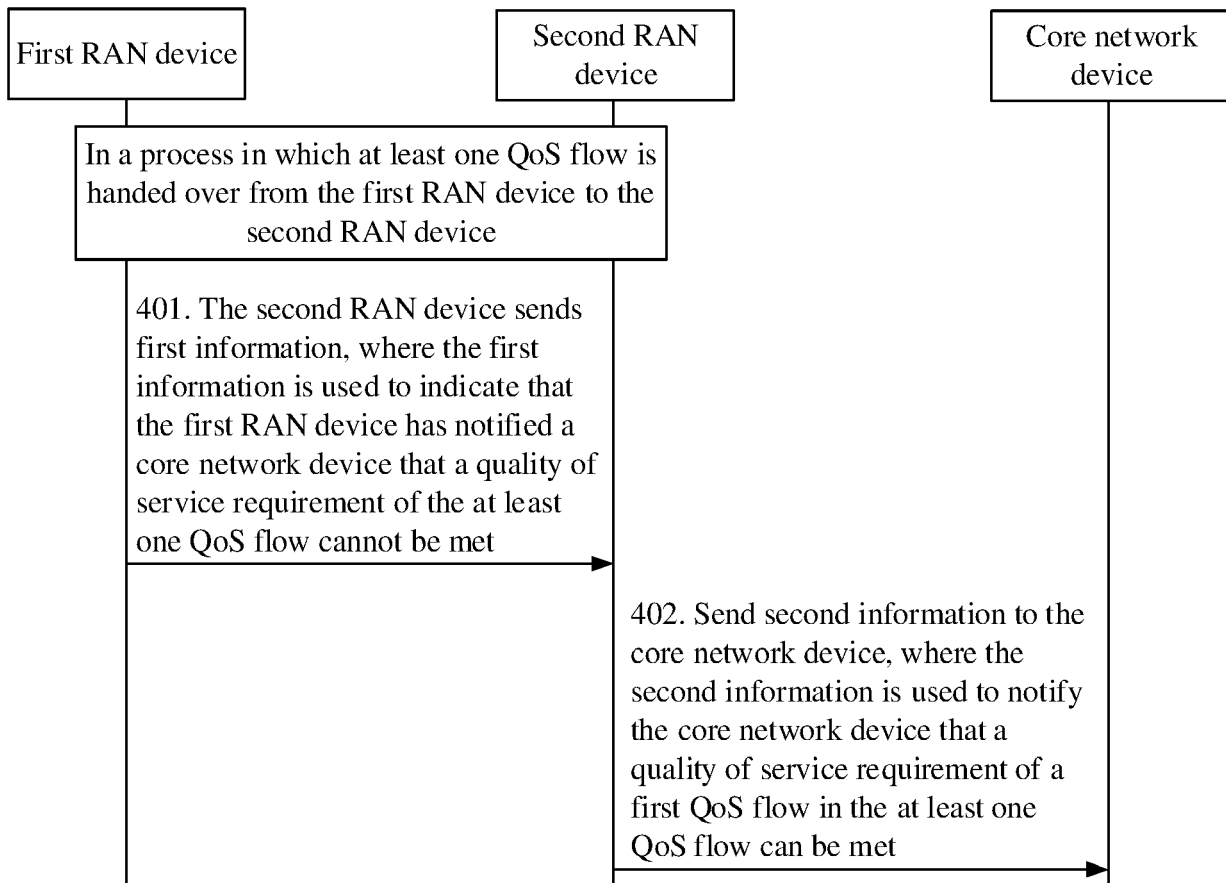 First RAN device
Second RAN
device
Core network
device
In a process in which at least one QoS flow is
handed over from the first RAN device to the
second RAN device
401. The second RAN device sends
first information, where the first
information is used to indicate that
the first RAN device has notified a
core network device that a quality of
service requirement of the at least
one QoS flow cannot be met
402. Send second information to the
core network device, where the
second information is used to notify
the core network device that a
quality of service requirement of a
first QoS flow in the at least one
QoS flow can be met